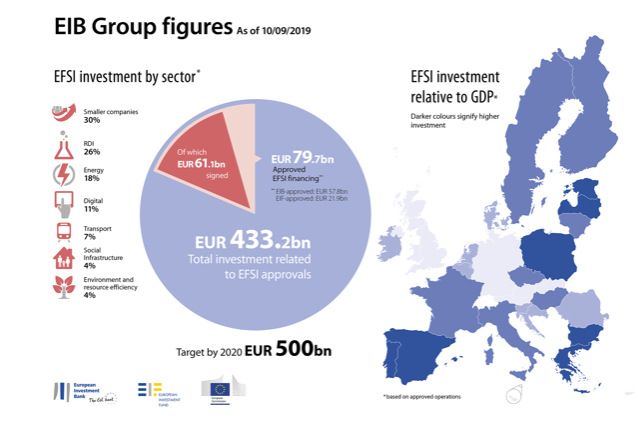 EIB Group figures As of 10/09/2019
EFSI investment by sector*
Smaller companies
30%
RDI
26%
Energy
18%
Digital
11%
Transport
7%
Social
Infrastructure
4%
Environment and
resource efficiency
4%
Of which
EUR 61.1bn
signed
EUR 79.7bn
Approved
EFSI financing**
** EIB-approved: EUR 57.8bn
EIF-approved: EUR 21.9bn
EUR 433.2bn
Total investment related
to EFSI approvals
Target by 2020 EUR 500bn
EFSI investment
relative to GDP*
Darker colours signify higher
investment
*based on approved operations
European
Investment
Bank
The EU bank
EUROPEAN
INVESTMENT
FUND
European
Commission